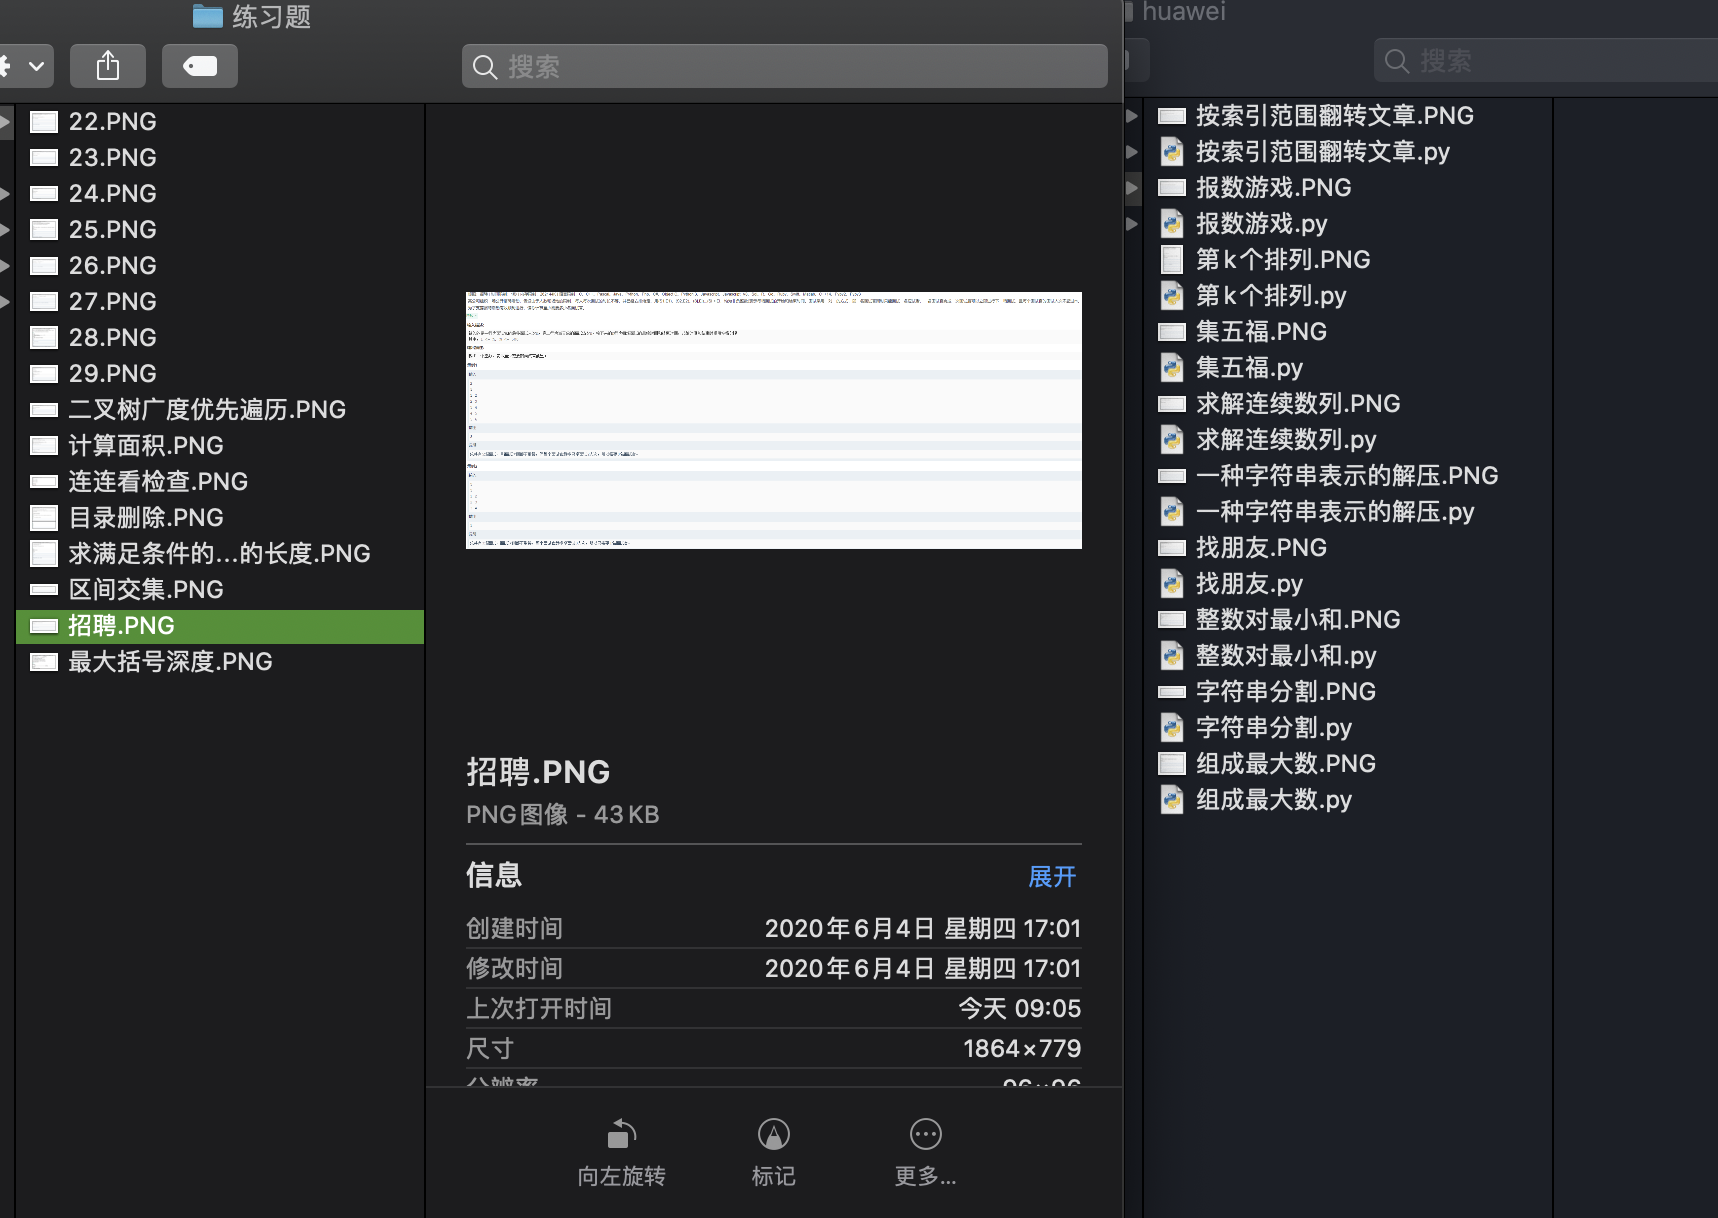 练习题
搜索
22.PNG
23.PNG
24.PNG
25.PNG
26.PNG
27.PNG
28.PNG
29.PNG
二叉树广度优先遍历.PNG
计算面积.PNG
连连看检查.PNG
目录删除.PNG
求满足条件的...的长度.PNG
区间交集.PNG
招聘.PNG
最大括号深度.PNG
招聘.PNG
PNG图像 - 43 KB
信息
展开
创建时间 2020年6月4日 星期四 17:01
修改时间 2020年6月4日 星期四 17:01
上次打开时间 今天 09:05
尺寸 1864×779
分辨率 96×96
向左旋转
标记
更多...
huawei
搜索
按索引范围翻转文章.PNG
按索引范围翻转文章.py
报数游戏.PNG
报数游戏.py
第k个排列.PNG
第k个排列.py
集五福.PNG
集五福.py
求解连续数列.PNG
求解连续数列.py
一种字符串表示的解压.PNG
一种字符串表示的解压.py
找朋友.PNG
找朋友.py
整数对最小和.PNG
整数对最小和.py
字符串分割.PNG
字符串分割.py
组成最大数.PNG
组成最大数.py